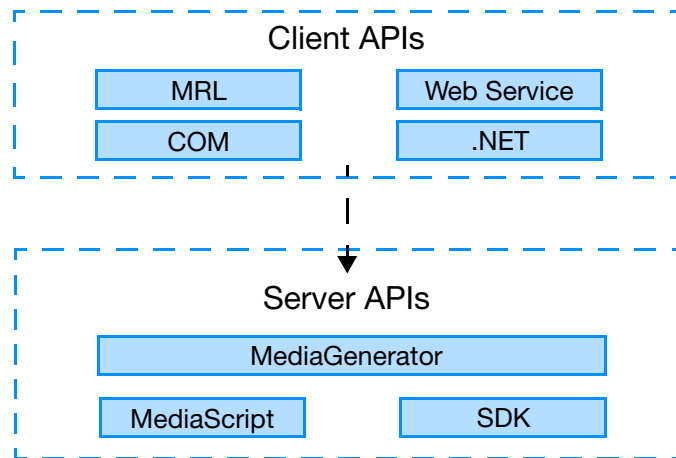 Client APIs
MRL
Web Service
COM
.NET
Server APIs
MediaGenerator
MediaScript
SDK